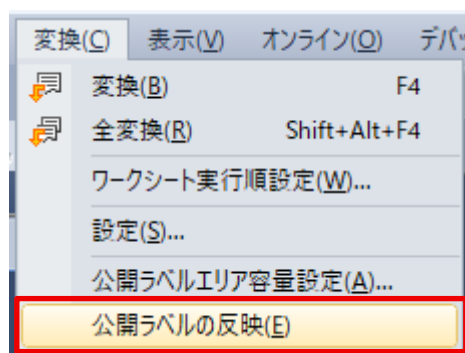 変換(C) 表示(V) オンライン(O) デバッ
変換(B) F4
全変換(R) Shift+Alt+F4
ワークシート実行順設定(W)...
設定(S)...
公開ラベルエリア容量設定(A)...
公開ラベルの反映(E)